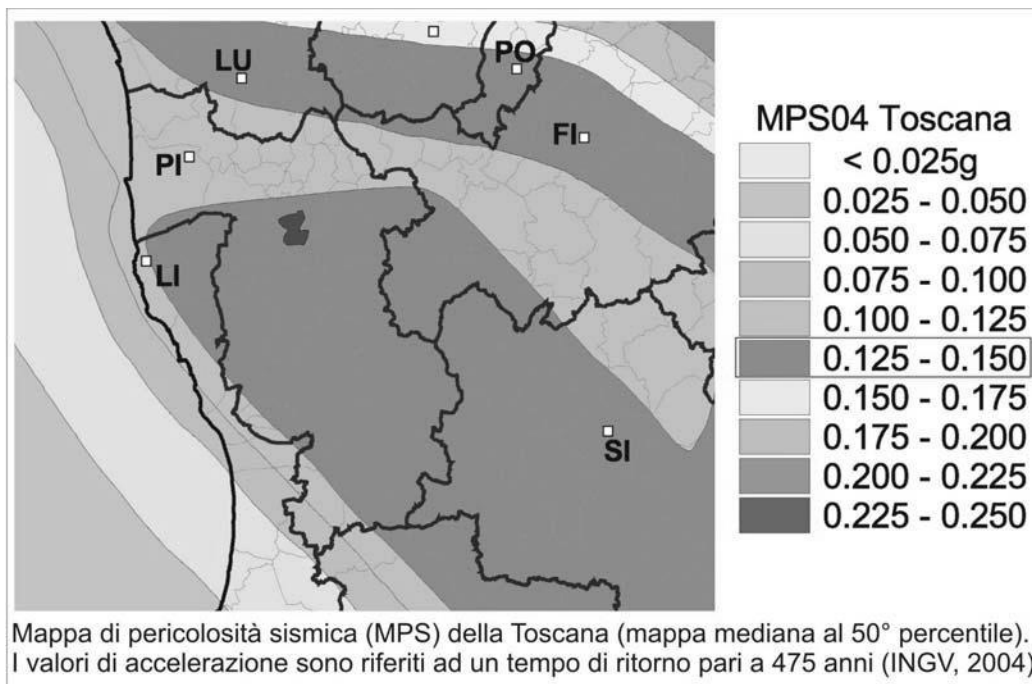 LU
PO
FI
PI
LI
SI
MPS04 Toscana
< 0.025g
0.025 - 0.050
0.050 - 0.075
0.075 - 0.100
0.100 - 0.125
0.125 - 0.150
0.150 - 0.175
0.175 - 0.200
0.200 - 0.225
0.225 - 0.250
Mappa di pericolosità sismica (MPS) della Toscana (mappa mediana al 50° percentile).
I valori di accelerazione sono riferiti ad un tempo di ritorno pari a 475 anni (INGV, 2004)